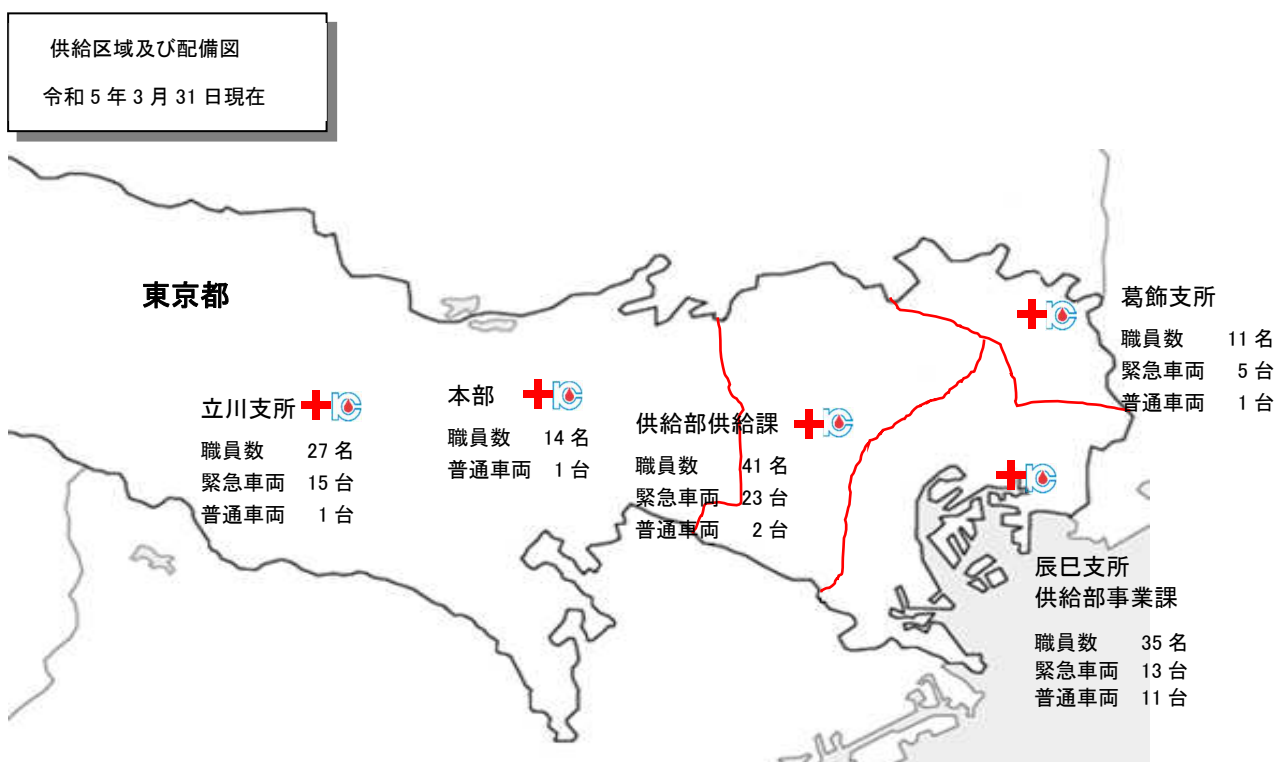 供給区域及び配備図
令和5年3月31日現在
東京都
立川支所
職員数 27名
緊急車両 15台
普通車両 1台
本部
職員数 14名
普通車両 1台
供給部供給課
職員数 41名
緊急車両 23台
普通車両 2台
葛飾支所
職員数 11名
緊急車両 5台
普通車両 1台
辰巳支所
供給部事業課
職員数 35名
緊急車両 13台
普通車両 11台